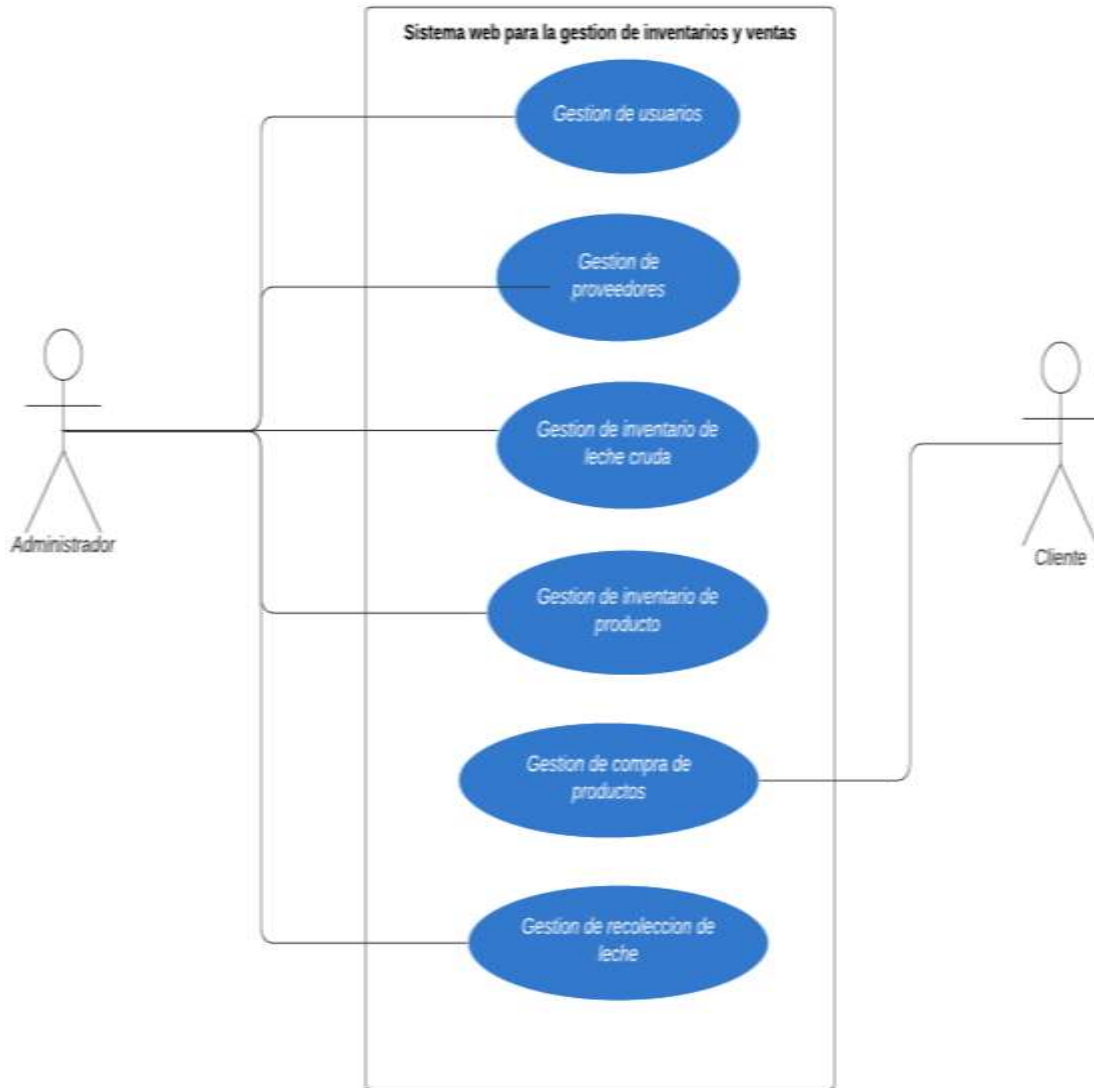 Sistema web para la gestion de inventarios y ventas
Gestion de usuarios
Gestion de
proveedores
Gestion de inventario de
leche cruda
Administrador
Cliente
Gestion de inventario de
producto
Gestion de compra de
productos
Gestion de recoleccion de
leche